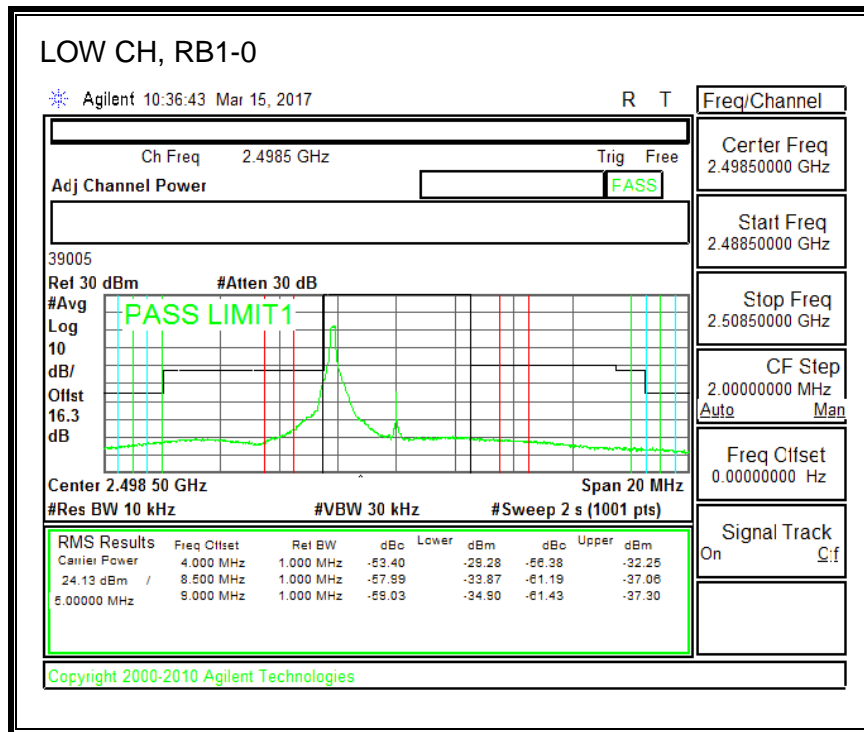 LOW CH, RB1-0
Agilent 10:36:43 Mar 15, 2017 R T
Freq/Channel
Ch Freq 2.4985 GHz Trig Free
Adj Channel Power PASS
Center Freq
2.49850000 GHz
Start Freq
2.48850000 GHz
Stop Freq
2.50850000 GHz
CF Step
2.00000000 MHz
Auto Man
Freq Offset
0.00000000 Hz
Signal Track
On Off
39005
Ref 30 dBm #Atten 30 dB
#Avg
Log
10
dB/
Offst
16.3
dB
PASS LIMIT1
Center 2.498 50 GHz Span 20 MHz
#Res BW 10 kHz #VBW 30 kHz #Sweep 2 s (1001 pts)
RMS Results Freq Offset Ref BW dBc Lower dBm dBc Upper dBm
Carrier Power 4.000 MHz 1.000 MHz -53.40 -29.28 -56.38 -32.25
24.13 dBm / 8.500 MHz 1.000 MHz -57.99 -33.87 -61.19 -37.06
5.00000 MHz 9.000 MHz 1.000 MHz -59.03 -34.90 -61.43 -37.30
Copyright 2000-2010 Agilent Technologies